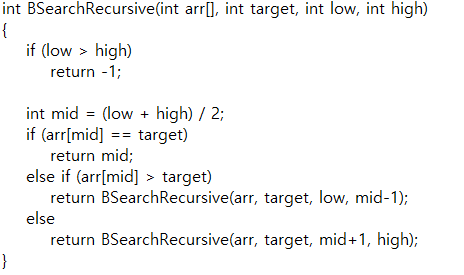 int BSearchRecursive(int arr[], int target, int low, int high)
{
if (low > high)
return -1;
int mid = (low + high) / 2;
if (arr[mid] == target)
return mid;
else if (arr[mid] > target)
return BSearchRecursive(arr, target, low, mid-1);
else
return BSearchRecursive(arr, target, mid+1, high);
}